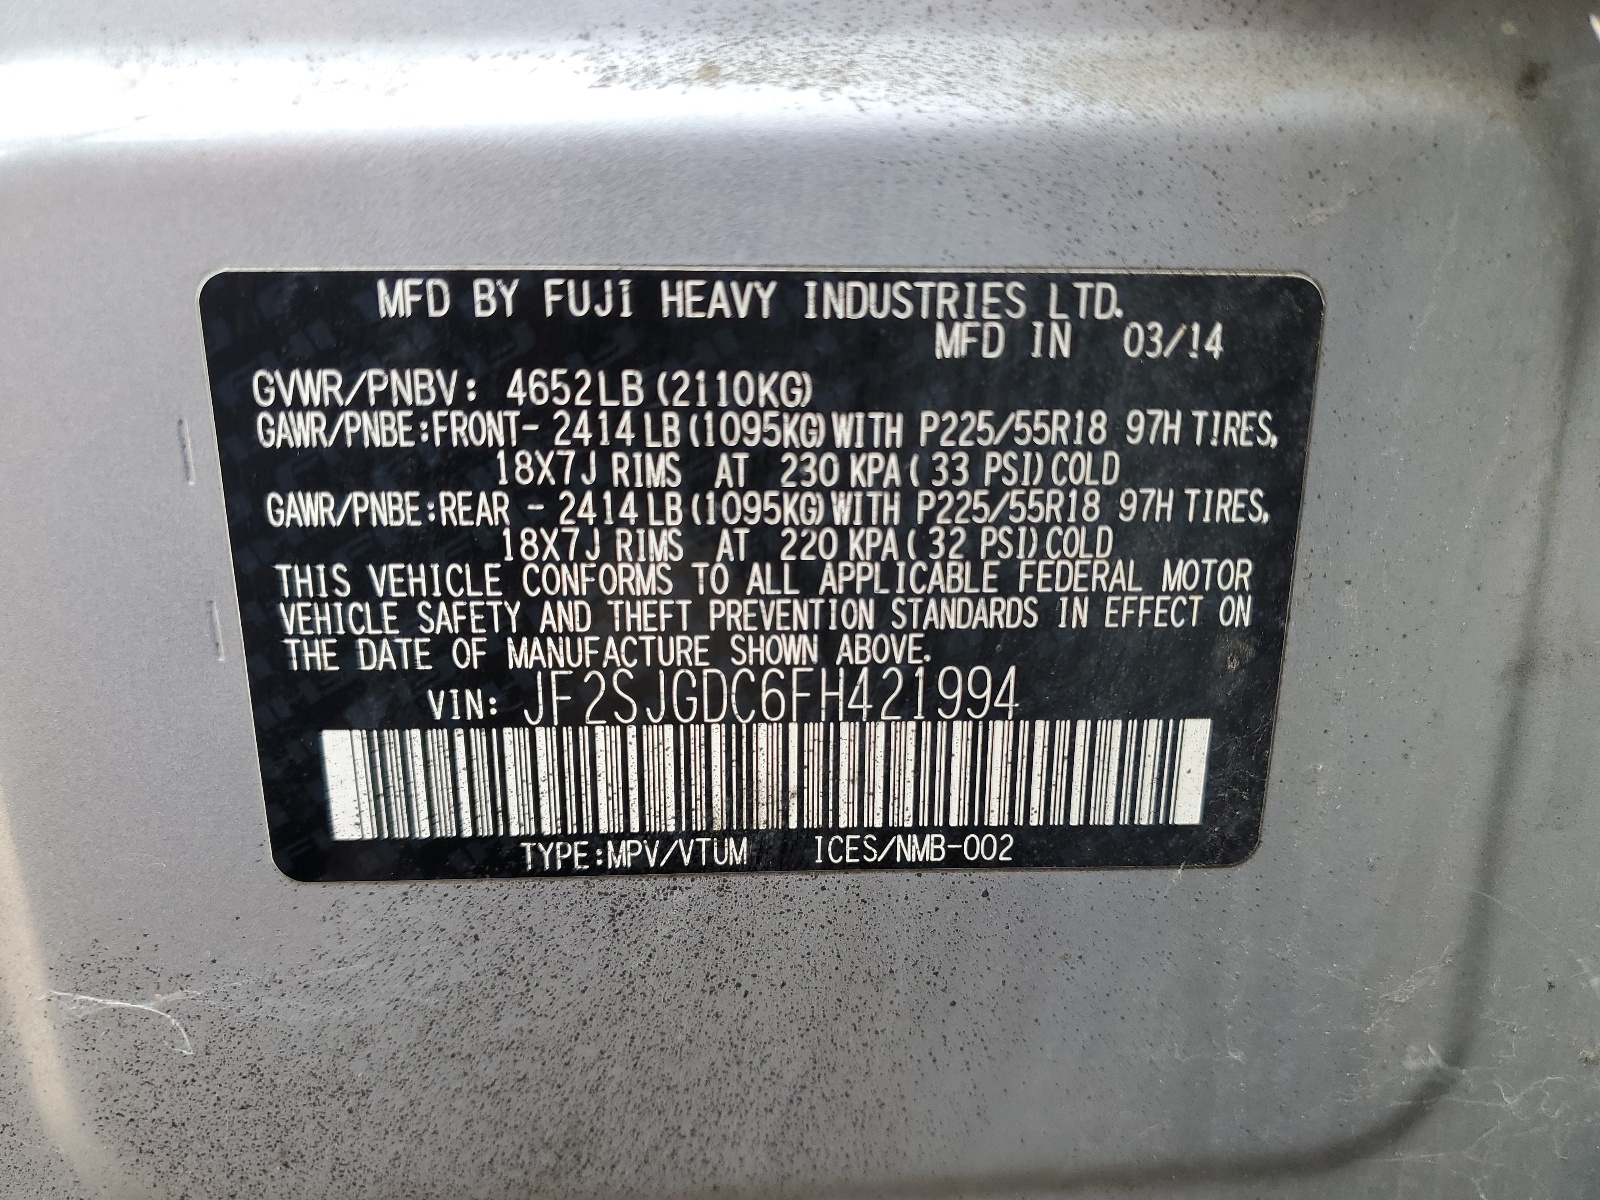 MFD BY FUJI HEAVY INDUSTRIES LTD.
MFD IN 03/14
GVWR/PNBV: 4652LB (2110KG)
GAWR/PNBE:FRONT- 2414 LB (1095KG) WITH P225/55R18 97H TIRES,
18X7J RIMS AT 230 KPA ( 33 PSI) COLD
GAWR/PNBE:REAR - 2414 LB (1095KG) WITH P225/55R18 97H TIRES,
18X7J RIMS AT 220 KPA ( 32 PSI) COLD
THIS VEHICLE CONFORMS TO ALL APPLICABLE FEDERAL MOTOR
VEHICLE SAFETY AND THEFT PREVENTION STANDARDS IN EFFECT ON
THE DATE OF MANUFACTURE SHOWN ABOVE.
VIN: JF2SJGDC6FH421994
TYPE:MPV/VTUM ICES/NMB-002